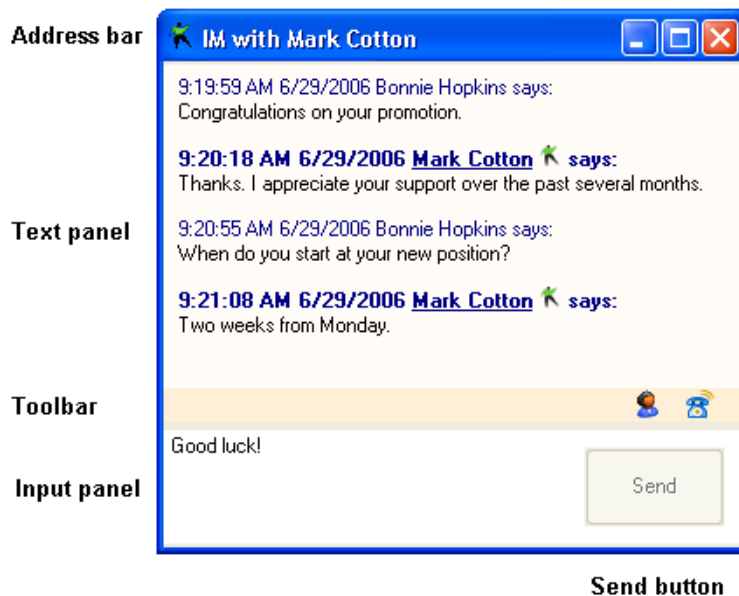 Address bar
IM with Mark Cotton
9:19:59 AM 6/29/2006 Bonnie Hopkins says:
Congratulations on your promotion.
9:20:18 AM 6/29/2006 Mark Cotton says:
Thanks. I appreciate your support over the past several months.
Text panel
9:20:55 AM 6/29/2006 Bonnie Hopkins says:
When do you start at your new position?
9:21:08 AM 6/29/2006 Mark Cotton says:
Two weeks from Monday.
Toolbar
Good luck!
Input panel
Send
Send button